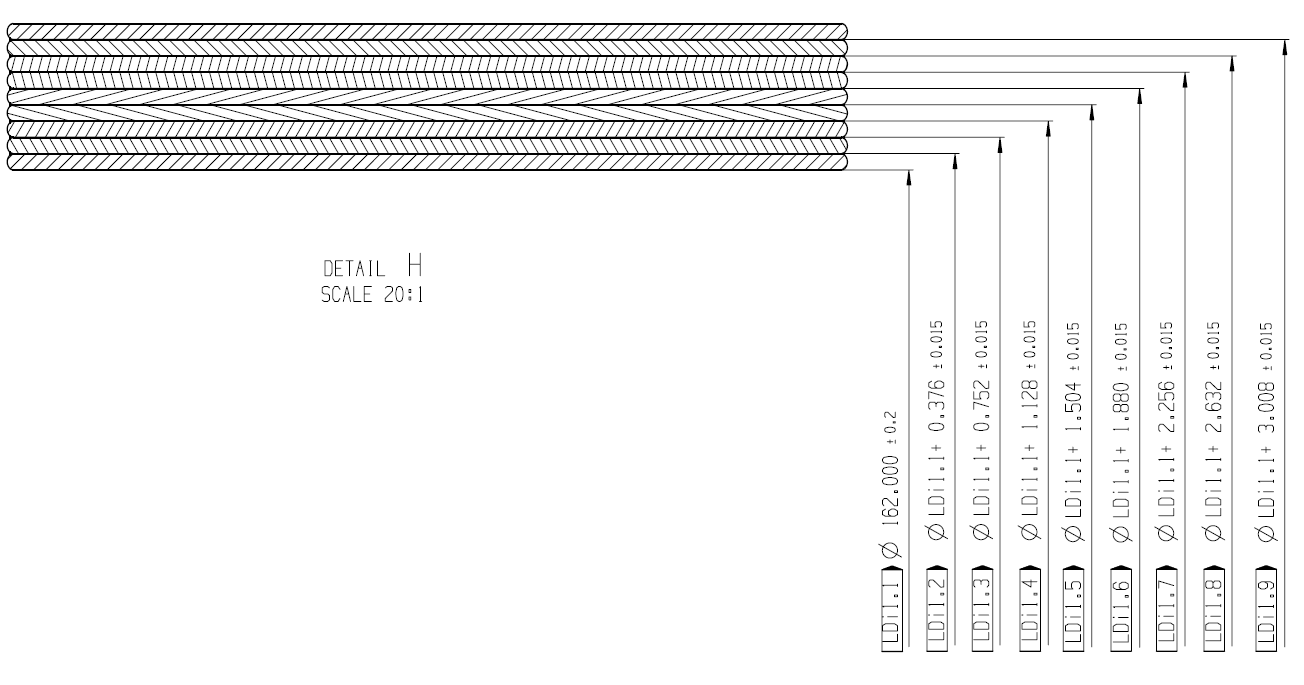 DETAIL H
SCALE 20:1
LDi1.1 Ø 162.000 ±0.2
LDi1.2 Ø LDi1.1+ 0.376 ±0.015
LDi1.3 Ø LDi1.1+ 0.752 ±0.015
LDi1.4 Ø LDi1.1+ 1.128 ±0.015
LDi1.5 Ø LDi1.1+ 1.504 ±0.015
LDi1.6 Ø LDi1.1+ 1.880 ±0.015
LDi1.7 Ø LDi1.1+ 2.256 ±0.015
LDi1.8 Ø LDi1.1+ 2.632 ±0.015
LDi1.9 Ø LDi1.1+ 3.008 ±0.015